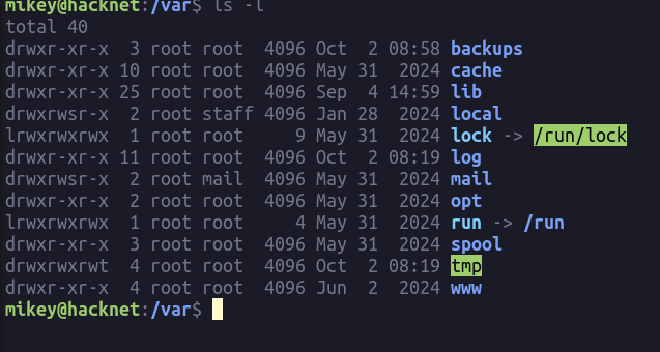 mikey@hacknet:/var$ ls -l
total 40
drwxr-xr-x  3 root root  4096 Oct  2 08:58 backups
drwxr-xr-x 10 root root  4096 May 31  2024 cache
drwxr-xr-x 25 root root  4096 Sep  4 14:59 lib
drwxrwsr-x  2 root staff 4096 Jan 28  2024 local
lrwxrwxrwx  1 root root     9 May 31  2024 lock -> /run/lock
drwxr-xr-x 11 root root  4096 Oct  2 08:19 log
drwxrwsr-x  2 root mail  4096 May 31  2024 mail
drwxr-xr-x  2 root root  4096 May 31  2024 opt
lrwxrwxrwx  1 root root     4 May 31  2024 run -> /run
drwxr-xr-x  3 root root  4096 May 31  2024 spool
drwxrwxrwt  4 root root  4096 Oct  2 08:19 tmp
drwxr-xr-x  4 root root  4096 Jun  2  2024 www
mikey@hacknet:/var$